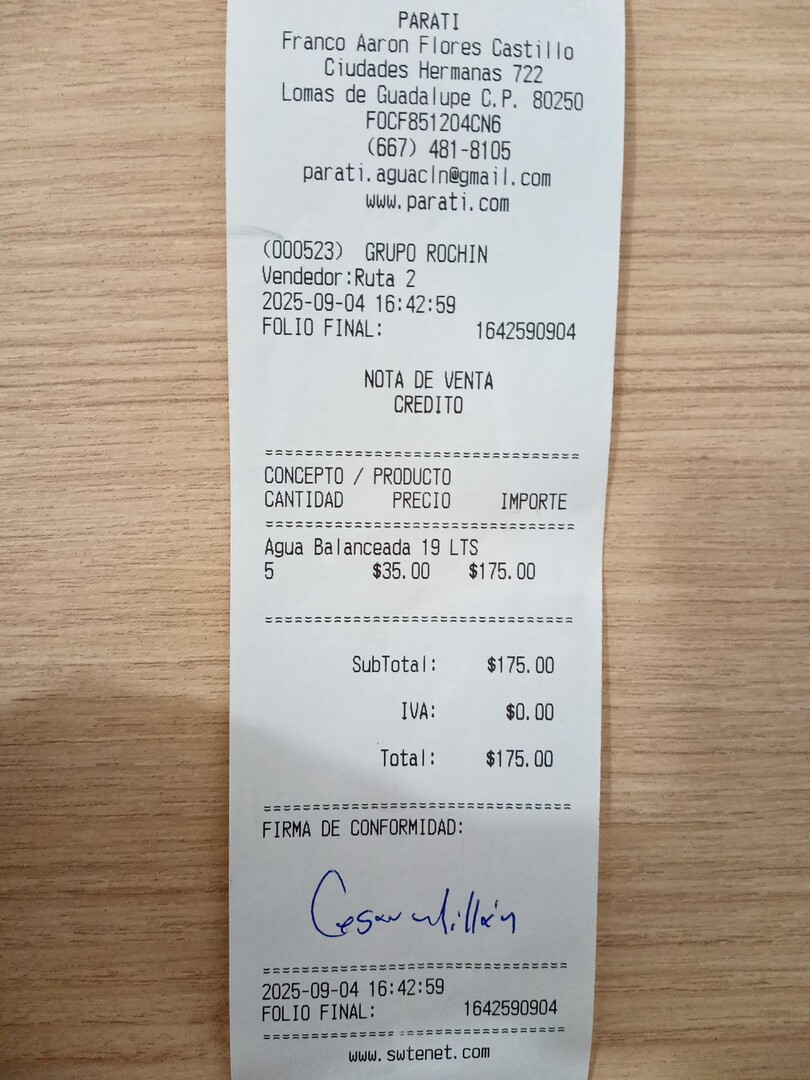 PARATI
Franco Aaron Flores Castillo
Ciudades Hermanas 722
Lomas de Guadalupe C.P. 80250
FOCF851204CN6
(667) 481-8105
parati.aguacln@gmail.com
www.parati.com
(000523) GRUPO ROCHIN
Vendedor:Ruta 2
2025-09-04 16:42:59
FOLIO FINAL: 1642590904
NOTA DE VENTA
CREDITO
==============================
CONCEPTO / PRODUCTO
CANTIDAD PRECIO IMPORTE
==============================
Agua Balanceada 19 LTS
5 $35.00 $175.00
==============================
SubTotal: $175.00
IVA: $0.00
Total: $175.00
==============================
FIRMA DE CONFORMIDAD:
Cesar Millán
==============================
2025-09-04 16:42:59
FOLIO FINAL: 1642590904
==============================
www.swtenet.com